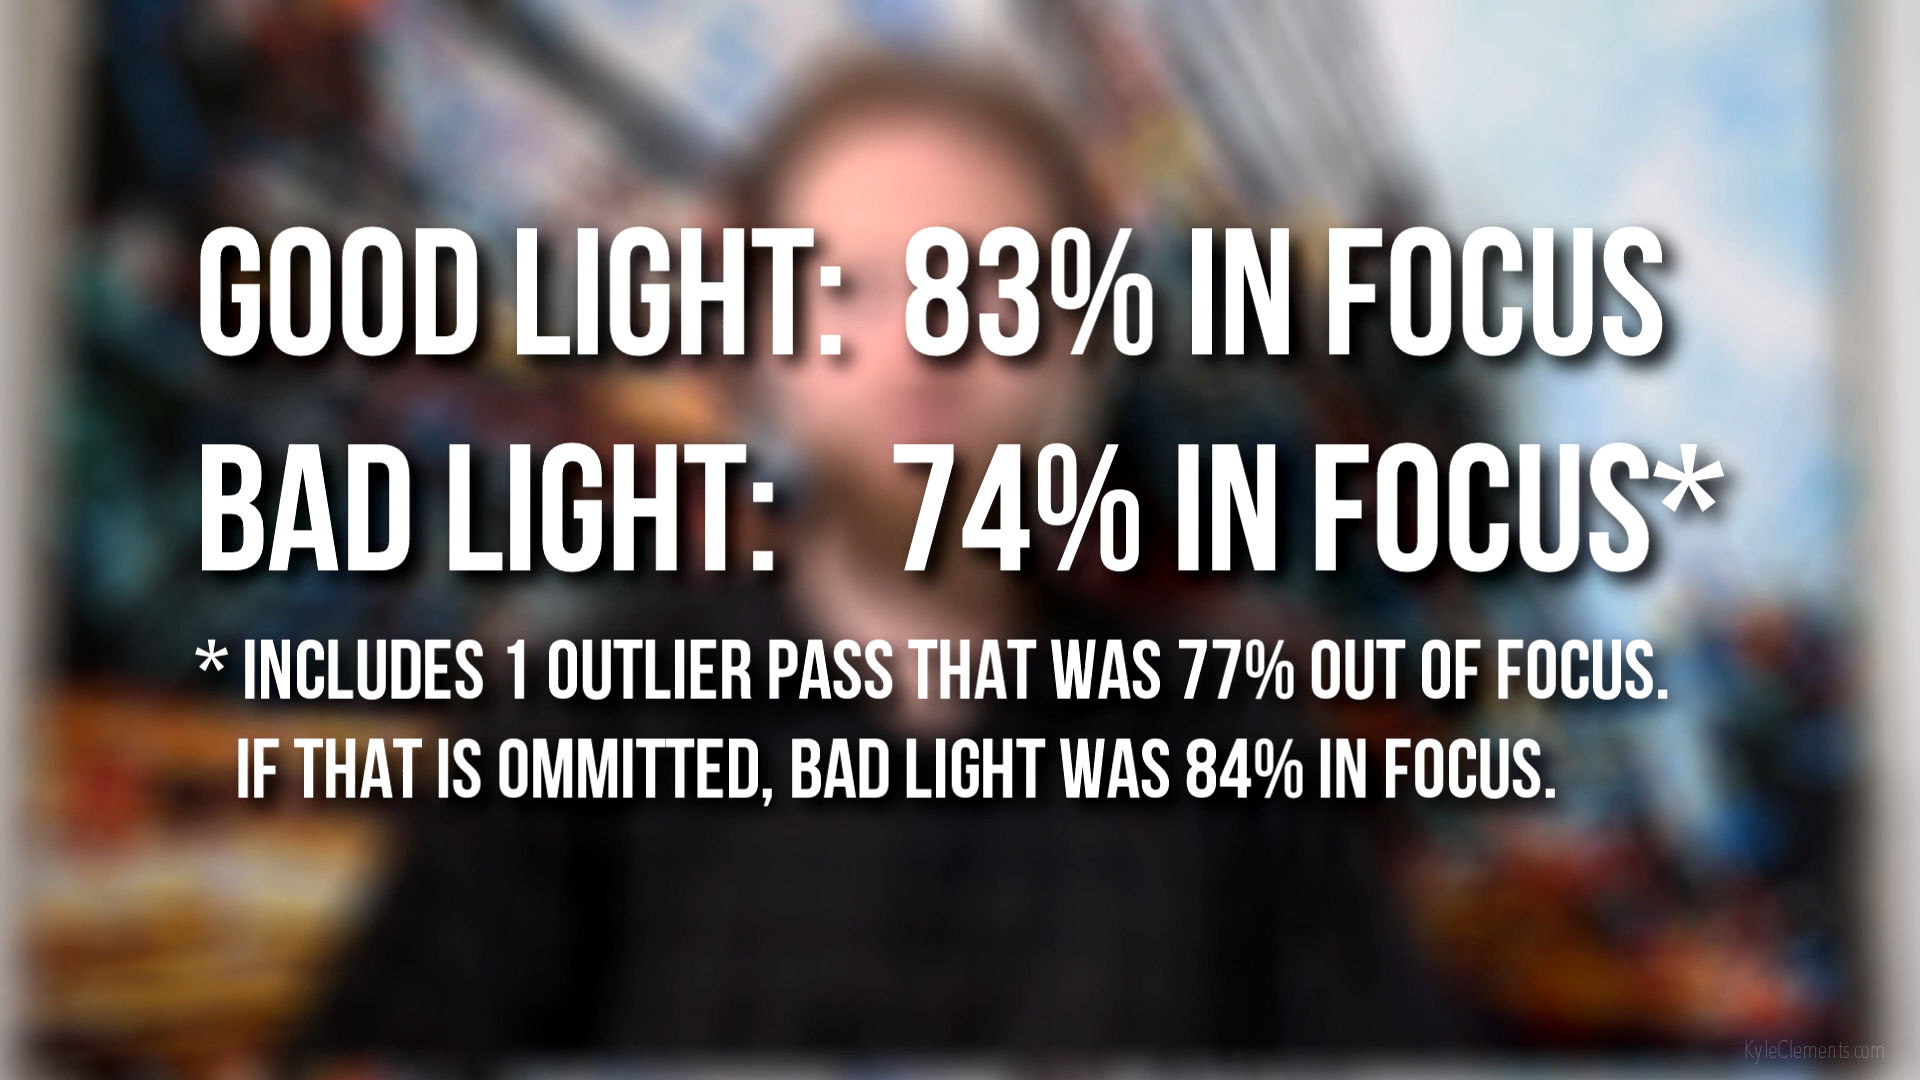 GOOD LIGHT: 83% IN FOCUS
BAD LIGHT: 74% IN FOCUS*
* INCLUDES 1 OUTLIER PASS THAT WAS 77% OUT OF FOCUS.
IF THAT IS OMMITTED, BAD LIGHT WAS 84% IN FOCUS.
KyleClements.com